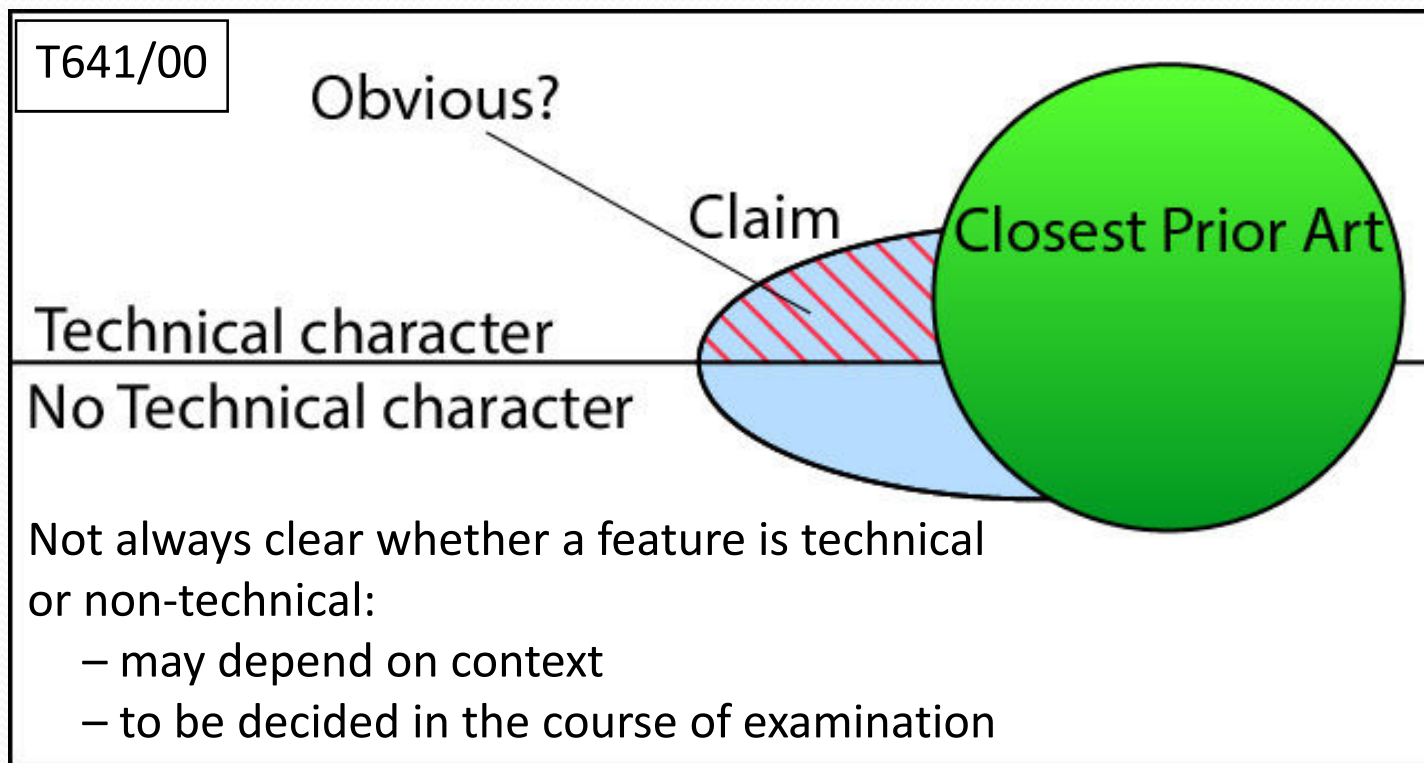 T641/00
Obvious?
Claim
Closest Prior Art
Technical character
No Technical character
Not always clear whether a feature is technical
or non-technical:
– may depend on context
– to be decided in the course of examination